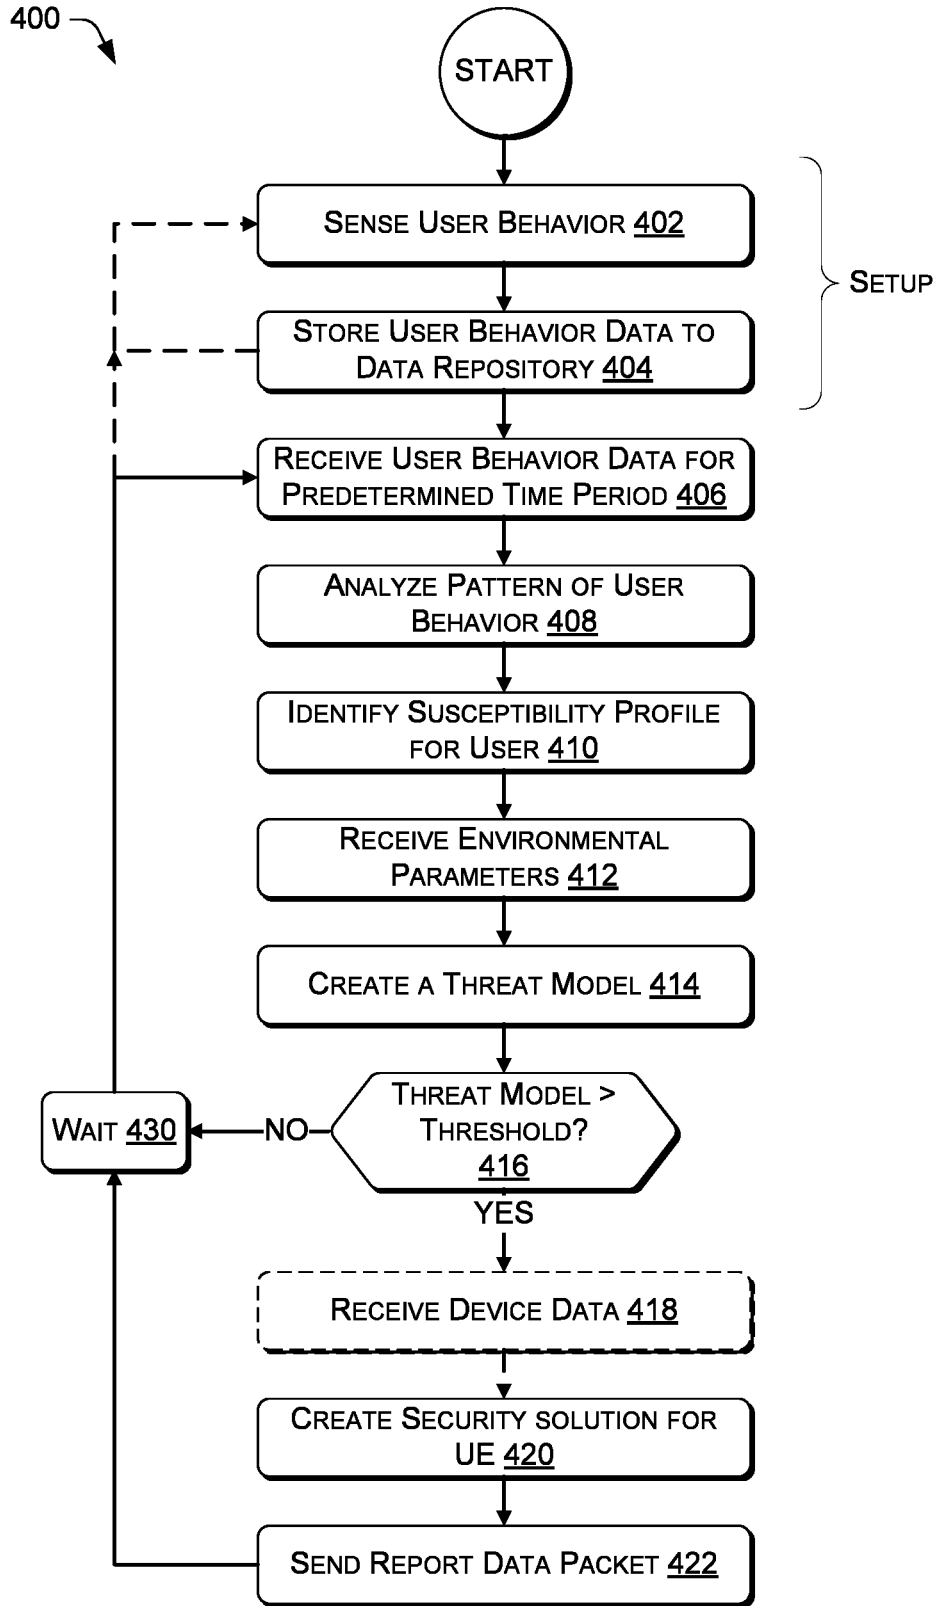 400
START
SENSE USER BEHAVIOR 402
SETUP
STORE USER BEHAVIOR DATA TO
DATA REPOSITORY 404
RECEIVE USER BEHAVIOR DATA FOR
PREDETERMINED TIME PERIOD 406
ANALYZE PATTERN OF USER
BEHAVIOR 408
IDENTIFY SUSCEPTIBILITY PROFILE
FOR USER 410
RECEIVE ENVIRONMENTAL
PARAMETERS 412
CREATE A THREAT MODEL 414
THREAT MODEL >
THRESHOLD?
416
NO
WAIT 430
YES
RECEIVE DEVICE DATA 418
CREATE SECURITY SOLUTION FOR
UE 420
SEND REPORT DATA PACKET 422